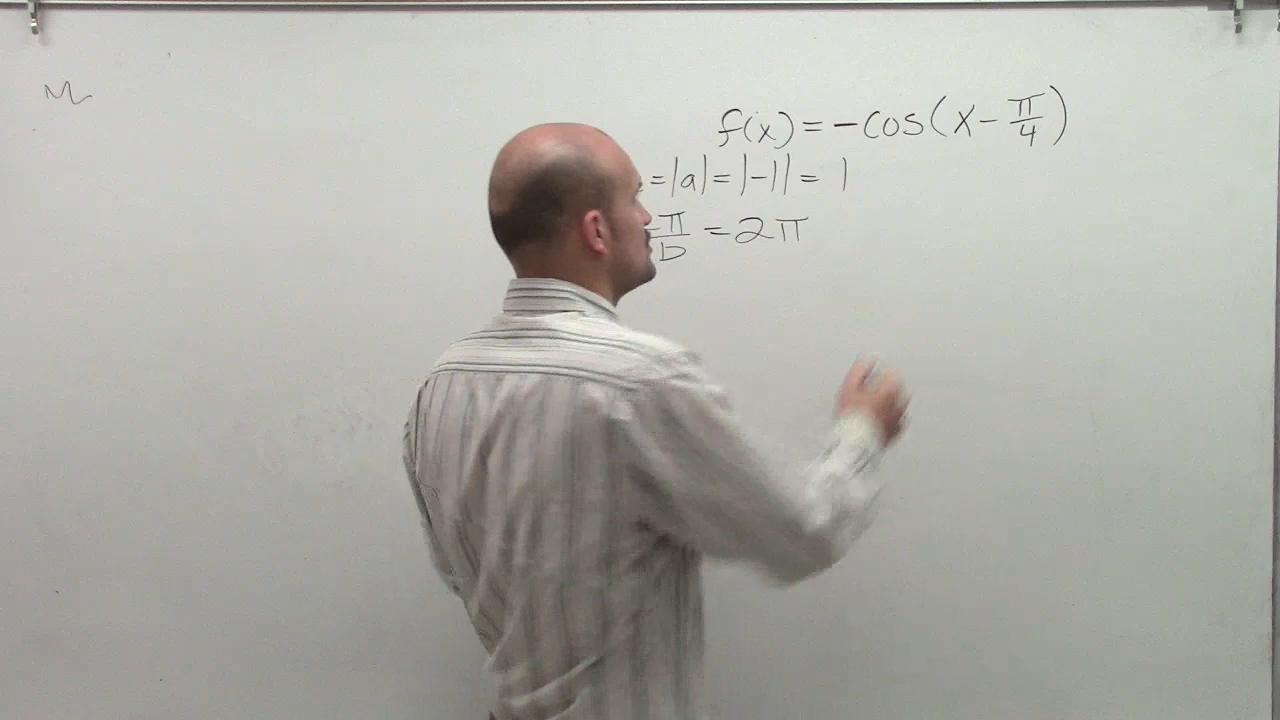 f(x) = -cos(x - π/4)
= |a| = |-1| = 1
π/b = 2π